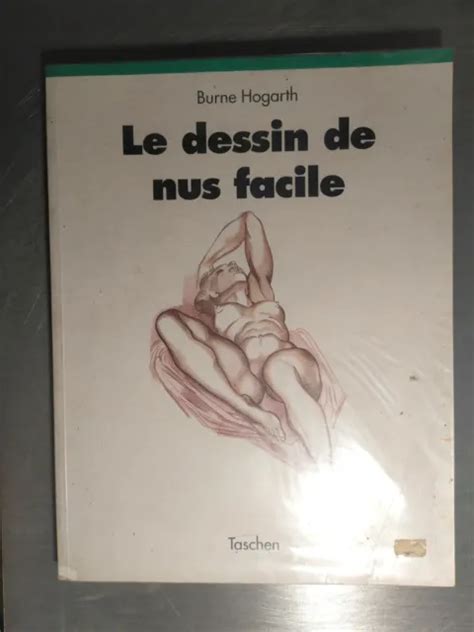 Burne Hogarth
Le dessin de
nus facile
Taschen